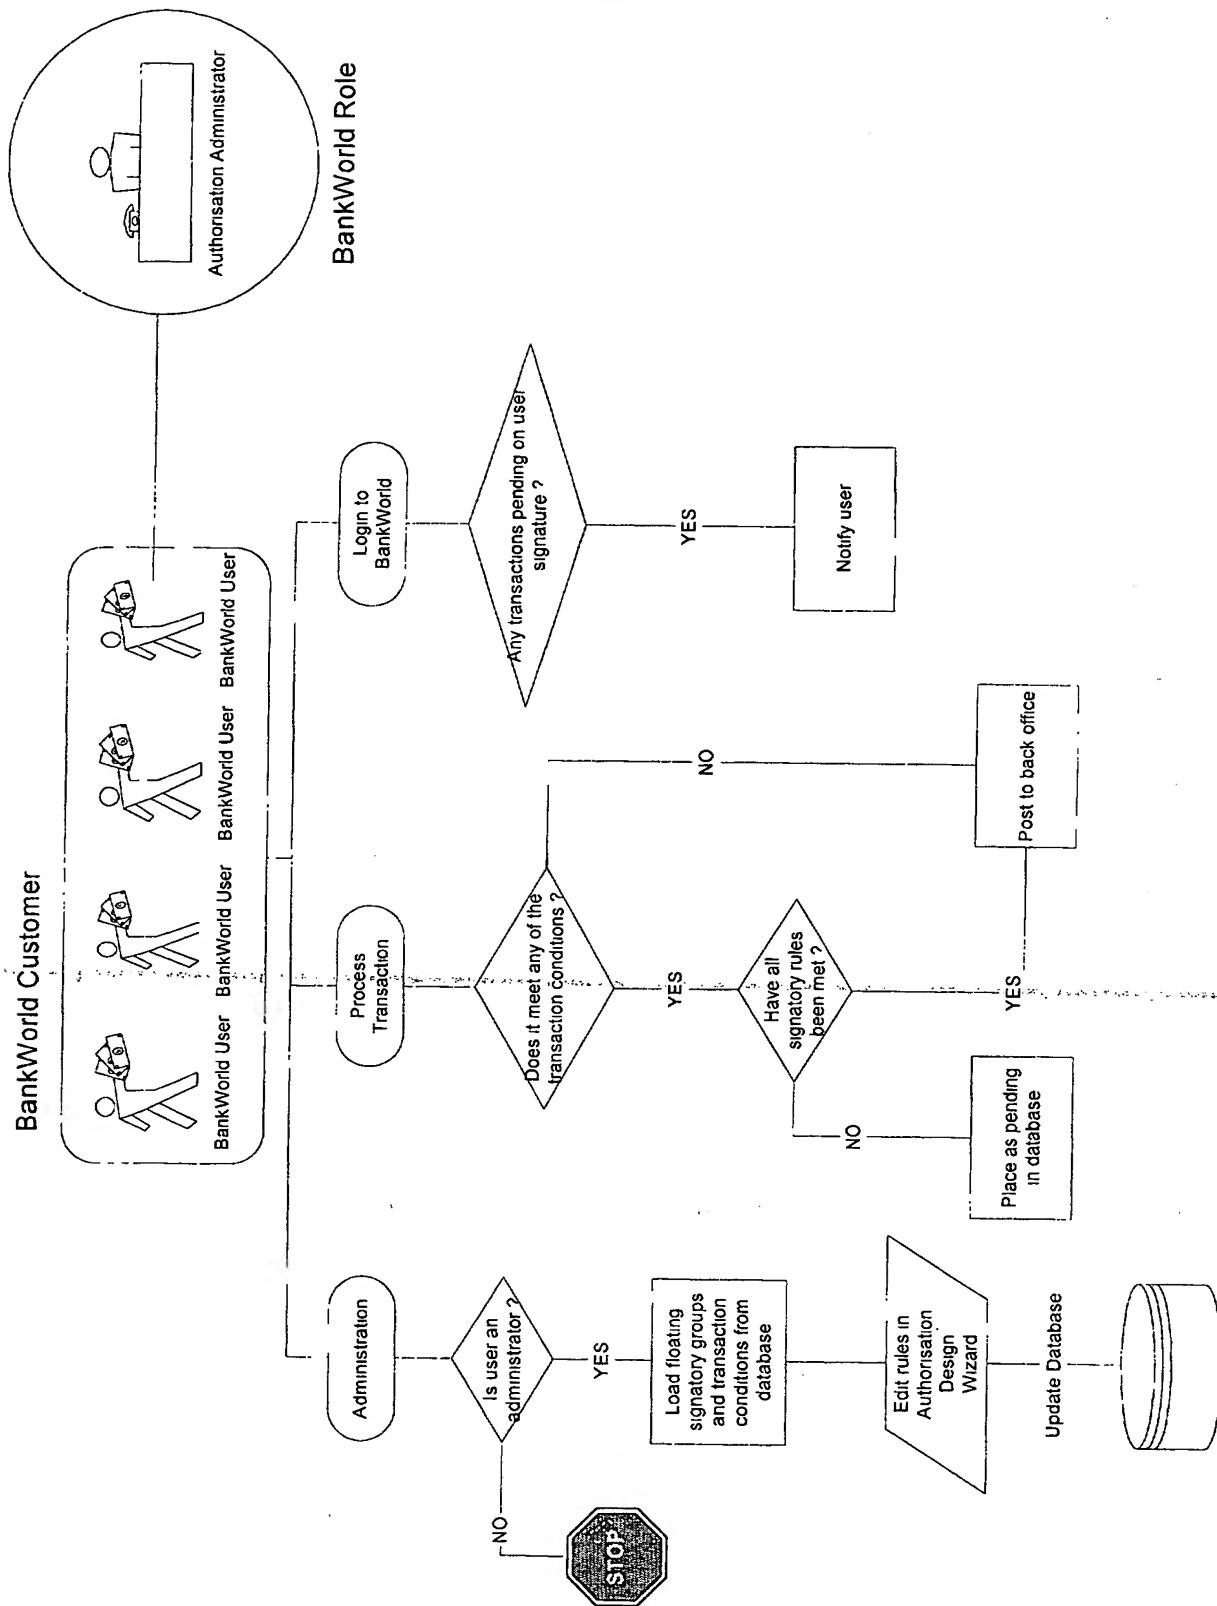 BankWorld Customer
BankWorld User
BankWorld User
BankWorld User
BankWorld User
Authorisation Administrator
BankWorld Role
Administration
Is user an
administrator ?
NO
STOP
YES
Load floating
signatory groups
and transaction
conditions from
database
Edit rules in
Authorisation
Design
Wizard
Update Database
Process
Transaction
Does it meet any of the
transaction conditions ?
YES
NO
Have all
signatory rules
been met ?
NO
YES
Place as pending
in database
Post to back office
Login to
BankWorld
Any transactions pending on user
signature ?
YES
Notify user